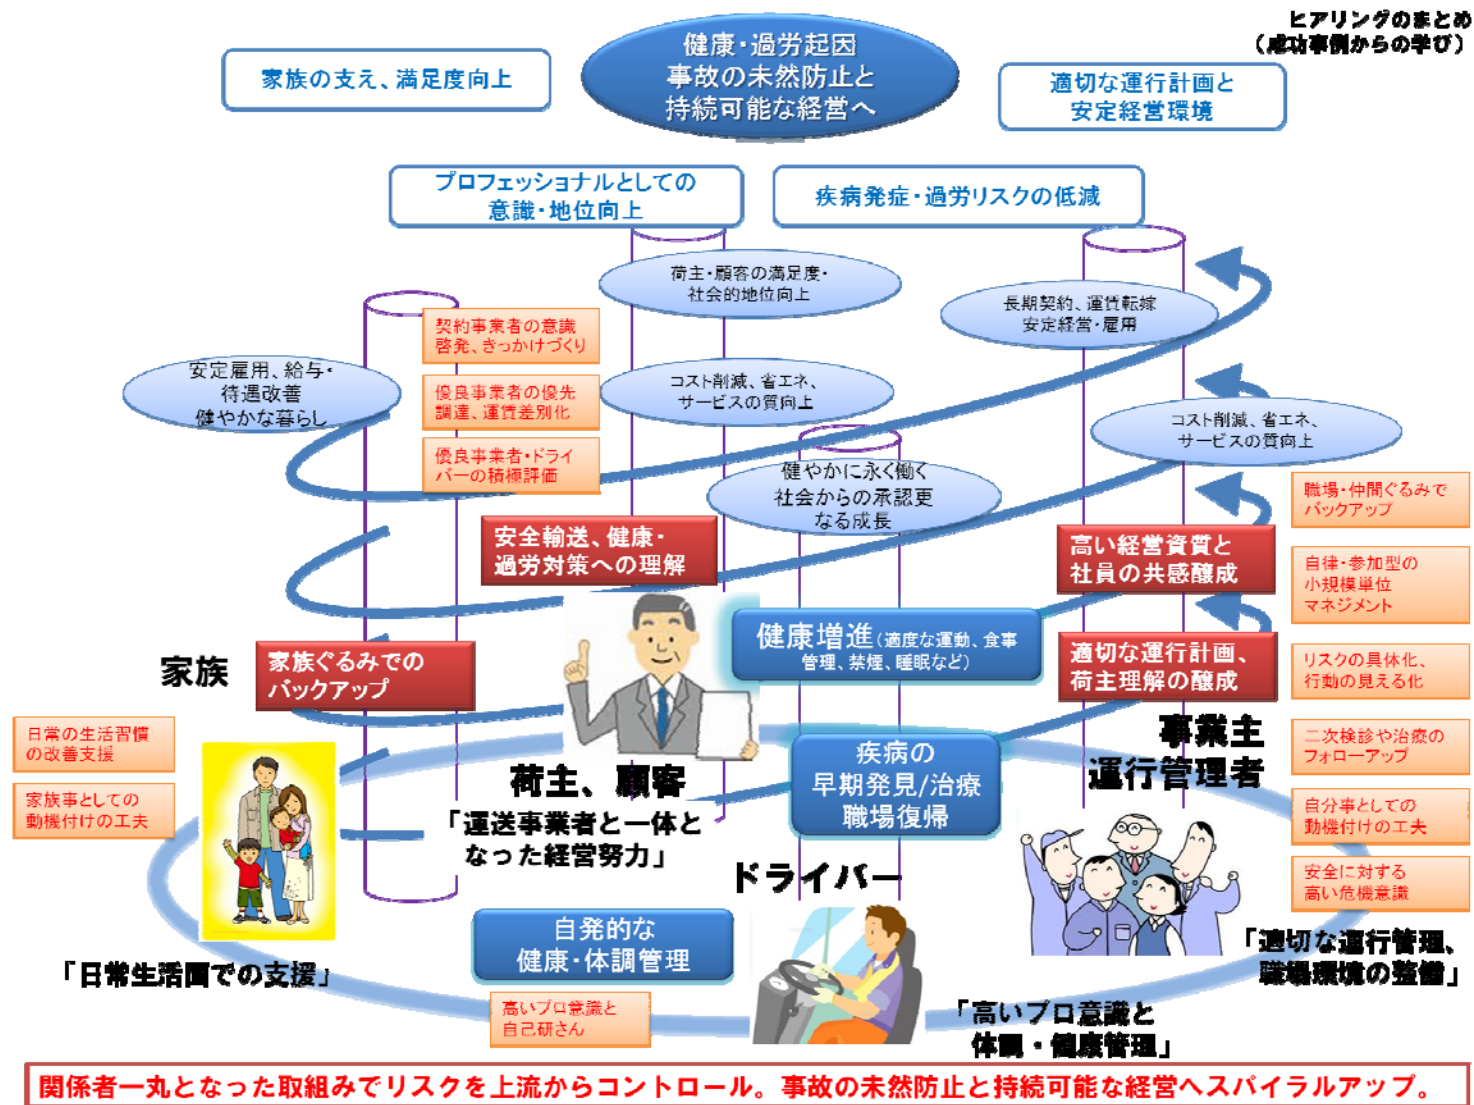 ヒアリングのまとめ
（成功事例からの学び）
健康・過労起因
事故の未然防止と
持続可能な経営へ
家族の支え、満足度向上
適切な運行計画と
安定経営環境
プロフェッショナルとしての
意識・地位向上
疾病発症・過労リスクの低減
荷主・顧客の満足度・
社会的地位向上
長期契約、運賃転嫁
安定経営・雇用
契約事業者の意識
啓発、きっかけづくり
安定雇用、給与・
待遇改善
健やかな暮らし
優良事業者の優先
調達、運賃差別化
コスト削減、省エネ、
サービスの質向上
コスト削減、省エネ、
サービスの質向上
優良事業者・ドライ
バーの積極評価
健やかに永く働く
社会からの承認更
なる成長
職場・仲間ぐるみで
バックアップ
安全輸送、健康・
過労対策への理解
高い経営資質と
社員の共感醸成
自律・参加型の
小規模単位
マネジメント
健康増進（適度な運動、食事
管理、禁煙、睡眠など）
家族
家族ぐるみでの
バックアップ
適切な運行計画、
荷主理解の醸成
リスクの具体化、
行動の見える化
日常の生活習慣
の改善支援
事業主
運行管理者
二次検診や治療の
フォローアップ
疾病の
早期発見/治療
職場復帰
荷主、顧客
「運送事業者と一体と
なった経営努力」
家族事としての
動機付けの工夫
自分事としての
動機付けの工夫
ドライバー
安全に対する
高い危機意識
自発的な
健康・体調管理
「日常生活面での支援」
「適切な運行管理、
職場環境の整備」
高いプロ意識と
自己研さん
「高いプロ意識と
体調・健康管理」
関係者一丸となった取組みでリスクを上流からコントロール。事故の未然防止と持続可能な経営へスパイラルアップ。